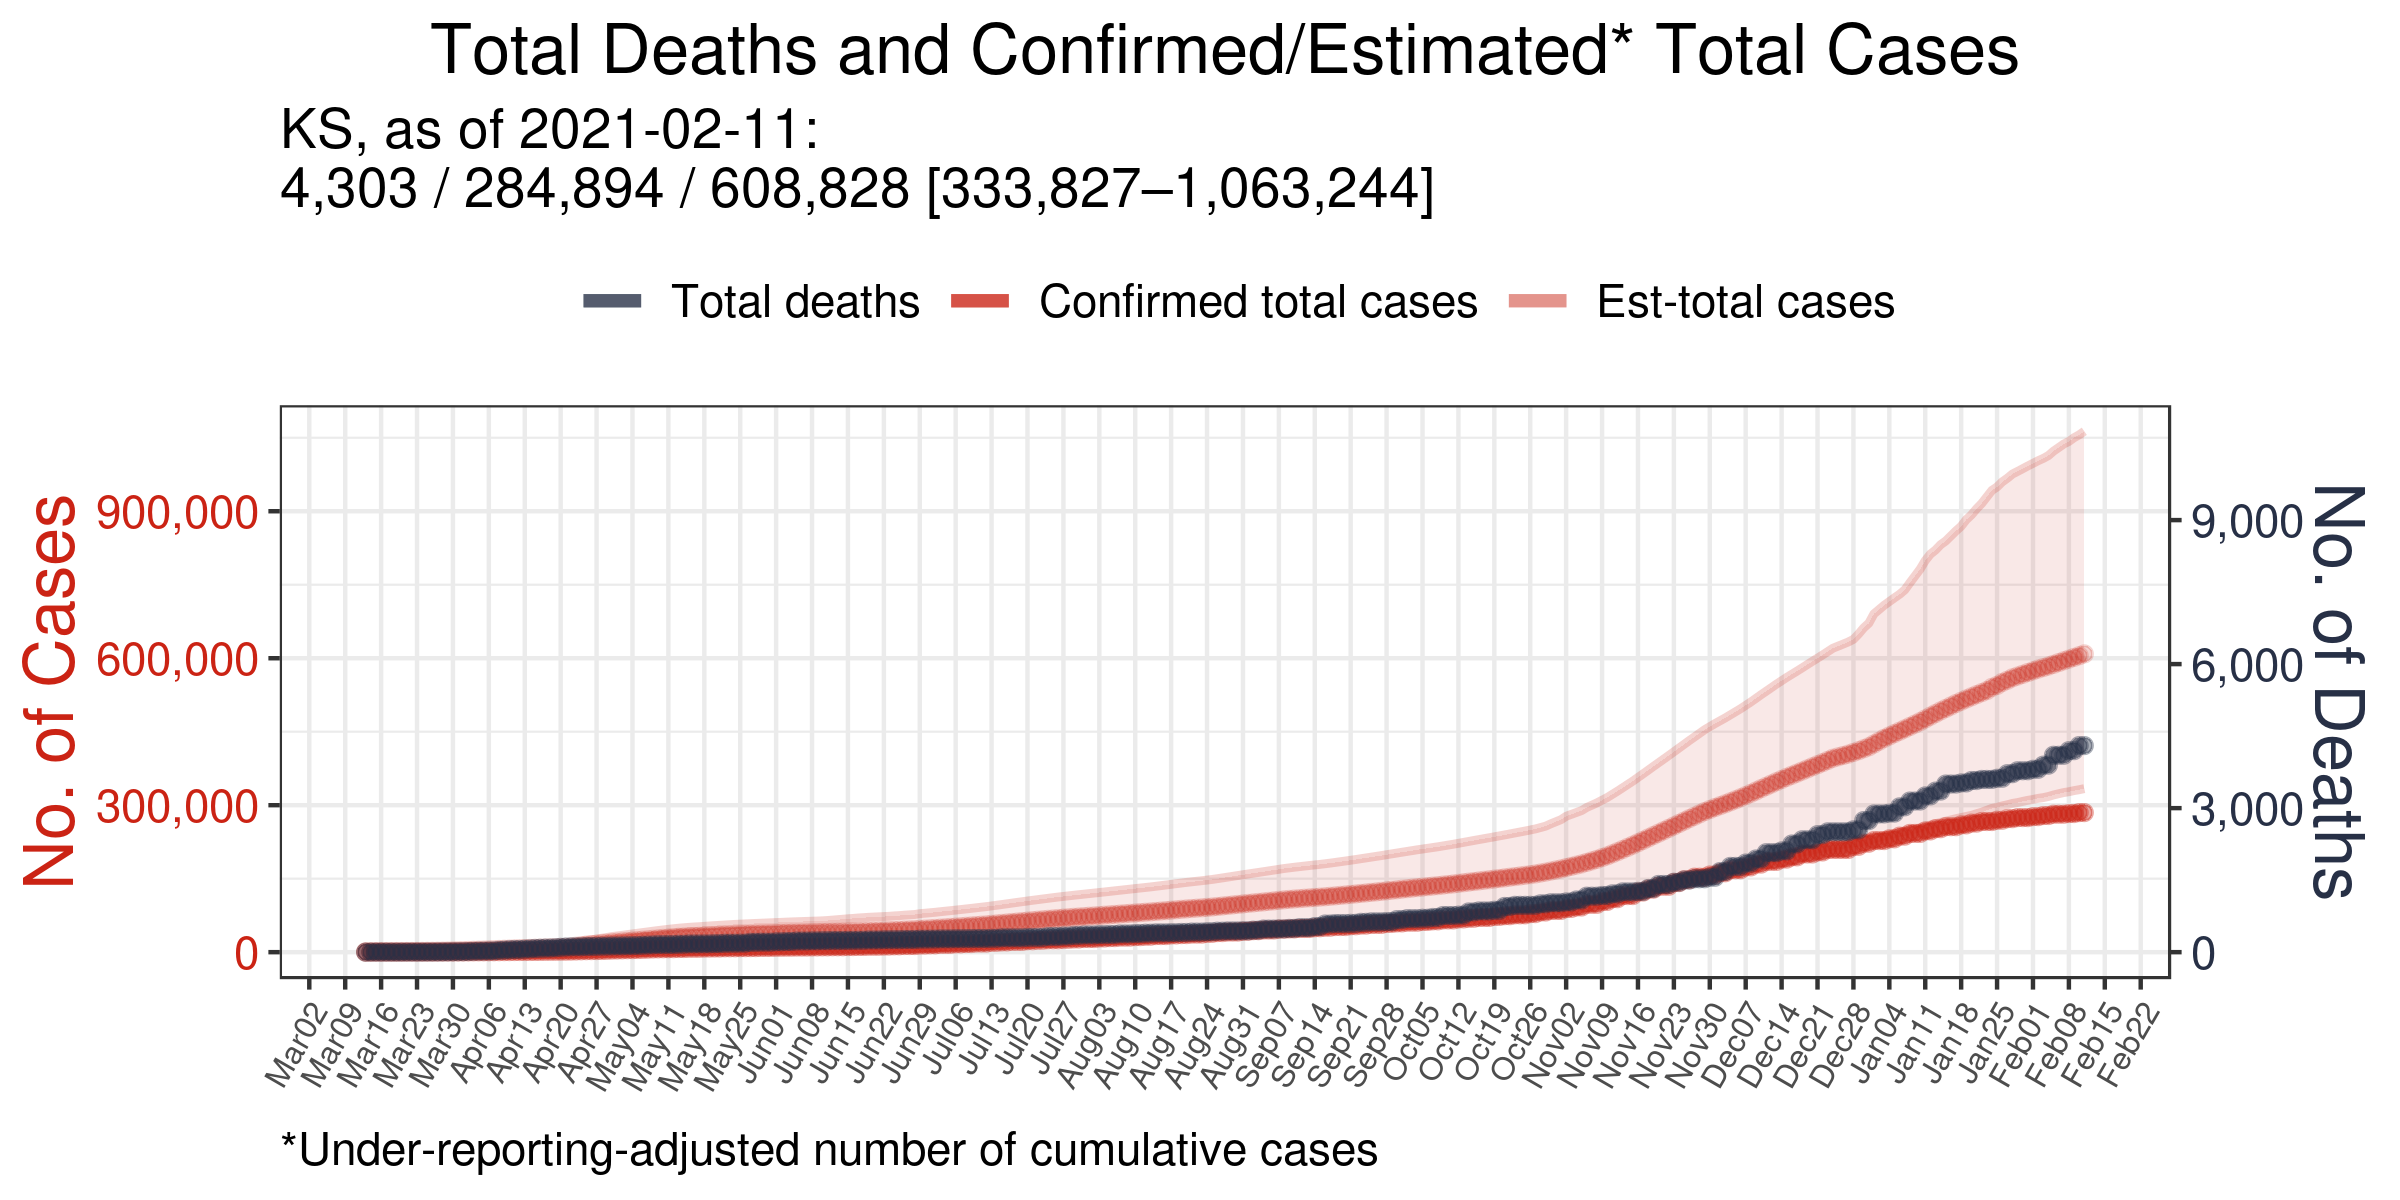 Total Deaths and Confirmed/Estimated* Total Cases
KS, as of 2021-02-11:
4,303 / 284,894 / 608,828 [333,827–1,063,244]
Total deaths
Confirmed total cases
Est-total cases
No. of Cases
900,000
600,000
300,000
0
9,000
6,000
3,000
0
No. of Deaths
Mar02
Mar09
Mar16
Mar23
Mar30
Apr06
Apr13
Apr20
Apr27
May04
May11
May18
May25
Jun01
Jun08
Jun15
Jun22
Jun29
Jul06
Jul13
Jul20
Jul27
Aug03
Aug10
Aug17
Aug24
Aug31
Sep07
Sep14
Sep21
Sep28
Oct05
Oct12
Oct19
Oct26
Nov02
Nov09
Nov16
Nov23
Nov30
Dec07
Dec14
Dec21
Dec28
Jan04
Jan11
Jan18
Jan25
Feb01
Feb08
Feb15
Feb22
*Under-reporting-adjusted number of cumulative cases